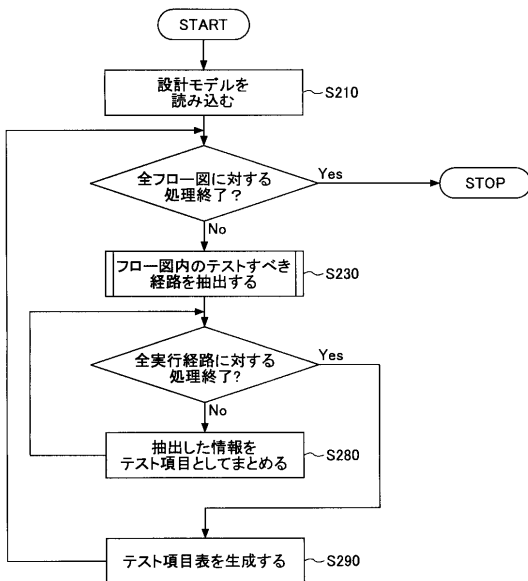 START
設計モデルを
読み込む
S210
全フロー図に対する
処理終了？
Yes
STOP
No
フロー図内のテストすべき
経路を抽出する
S230
全実行経路に対する
処理終了?
Yes
No
抽出した情報を
テスト項目としてまとめる
S280
テスト項目表を生成する
S290